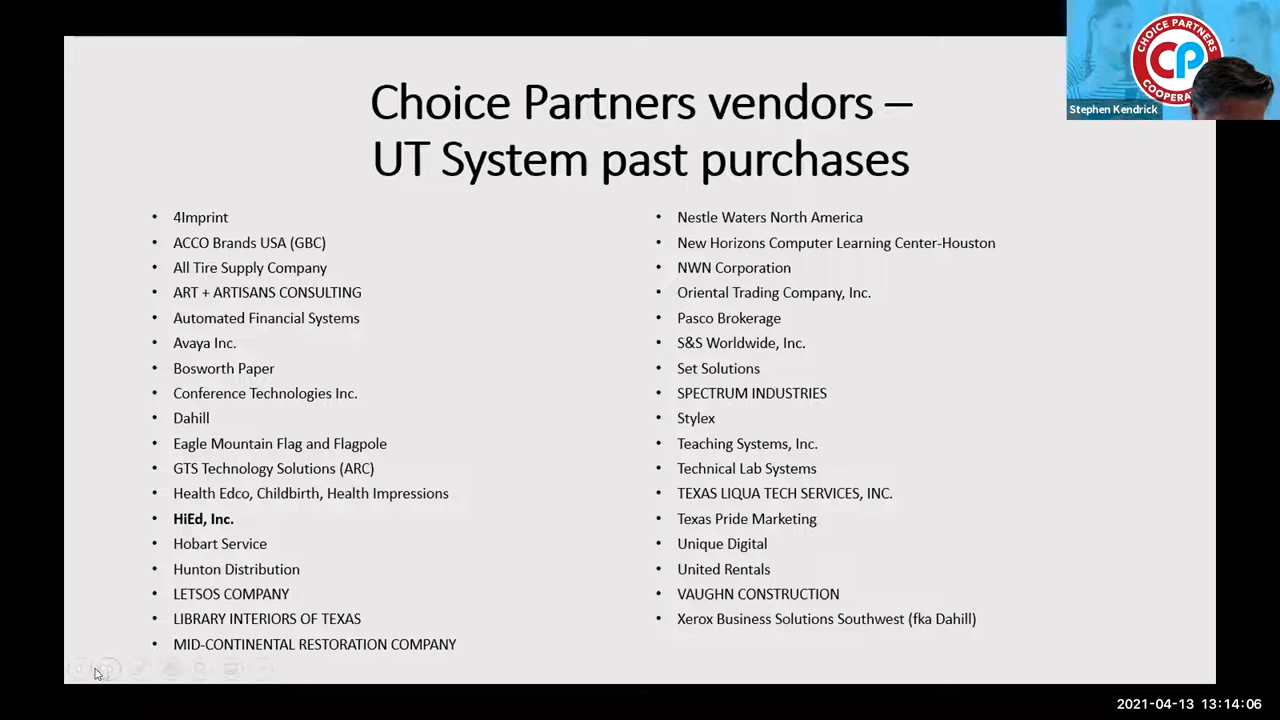 Choice Partners vendors –
UT System past purchases
• 4Imprint
• ACCO Brands USA (GBC)
• All Tire Supply Company
• ART + ARTISANS CONSULTING
• Automated Financial Systems
• Avaya Inc.
• Bosworth Paper
• Conference Technologies Inc.
• Dahill
• Eagle Mountain Flag and Flagpole
• GTS Technology Solutions (ARC)
• Health Edco, Childbirth, Health Impressions
• HiEd, Inc.
• Hobart Service
• Hunton Distribution
• LETSOS COMPANY
• LIBRARY INTERIORS OF TEXAS
• MID-CONTINENTAL RESTORATION COMPANY
• Nestle Waters North America
• New Horizons Computer Learning Center-Houston
• NWN Corporation
• Oriental Trading Company, Inc.
• Pasco Brokerage
• S&S Worldwide, Inc.
• Set Solutions
• SPECTRUM INDUSTRIES
• Stylex
• Teaching Systems, Inc.
• Technical Lab Systems
• TEXAS LIQUA TECH SERVICES, INC.
• Texas Pride Marketing
• Unique Digital
• United Rentals
• VAUGHN CONSTRUCTION
• Xerox Business Solutions Southwest (fka Dahill)
CHOICE PARTNERS
CP
Stephen Kendrick
2021-04-13 13:14:06